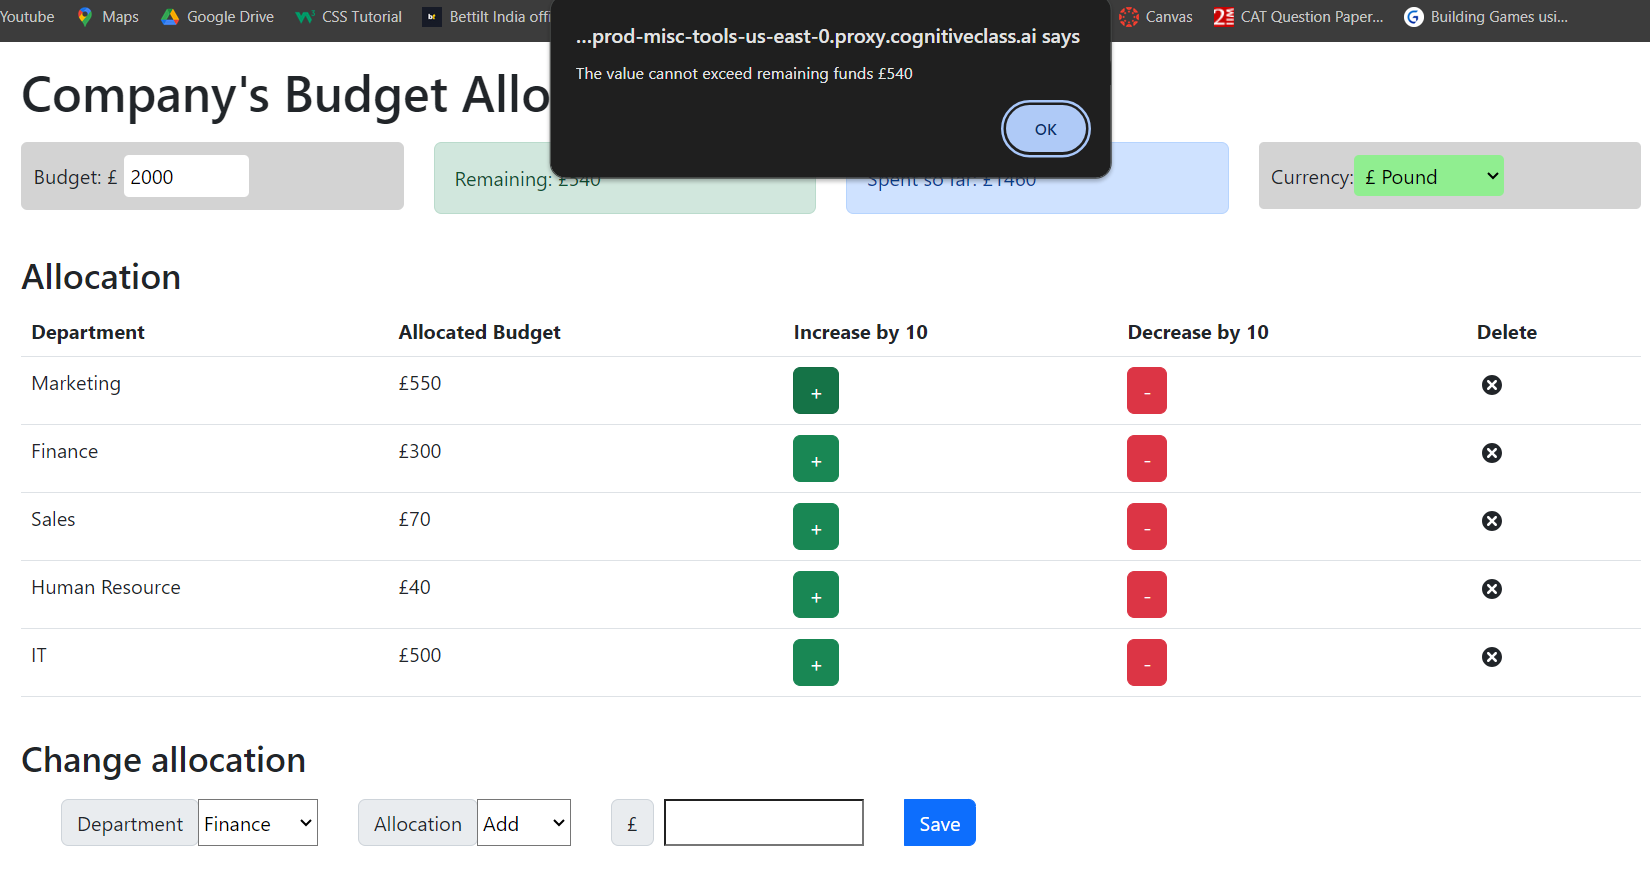 Youtube Maps Google Drive CSS Tutorial bt Bettilt India offi Canvas CAT Question Paper... Building Games usi...
...prod-misc-tools-us-east-0.proxy.cognitiveclass.ai says
The value cannot exceed remaining funds £540
OK
Company's Budget Allo
Budget: £ 2000
Remaining: £540
Spent so far: £1460
Currency: £ Pound
Allocation
Department Allocated Budget Increase by 10 Decrease by 10 Delete
Marketing £550 + -
Finance £300 + -
Sales £70 + -
Human Resource £40 + -
IT £500 + -
Change allocation
Department Finance Allocation Add £ Save